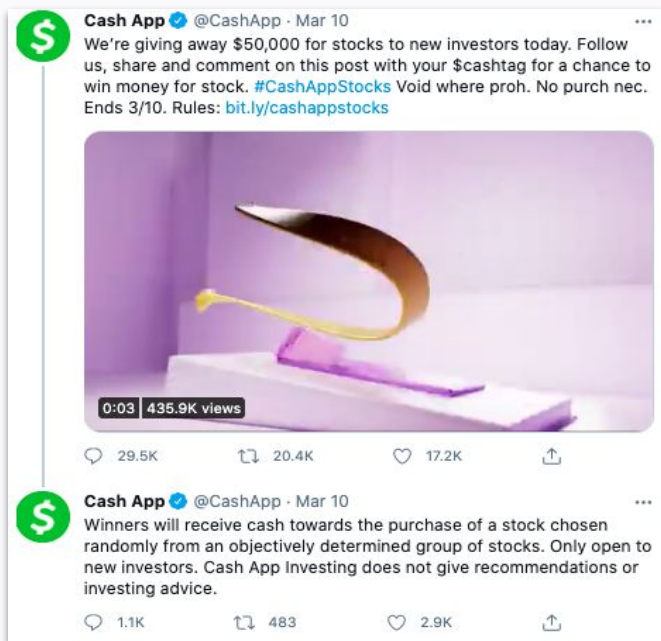 Cash App @CashApp · Mar 10
We're giving away $50,000 for stocks to new investors today. Follow
us, share and comment on this post with your $cashtag for a chance to
win money for stock. #CashAppStocks Void where proh. No purch nec.
Ends 3/10. Rules: bit.ly/cashappstocks
0:03 435.9K views
29.5K 20.4K 17.2K
Cash App @CashApp · Mar 10
Winners will receive cash towards the purchase of a stock chosen
randomly from an objectively determined group of stocks. Only open to
new investors. Cash App Investing does not give recommendations or
investing advice.
1.1K 483 2.9K